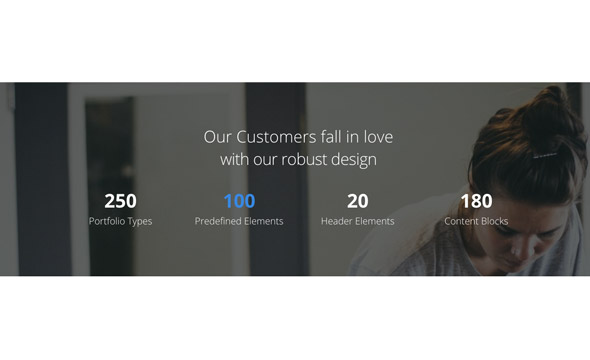 Our Customers fall in love
with our robust design
250 100 20 180
Portfolio Types Predefined Elements Header Elements Content Blocks